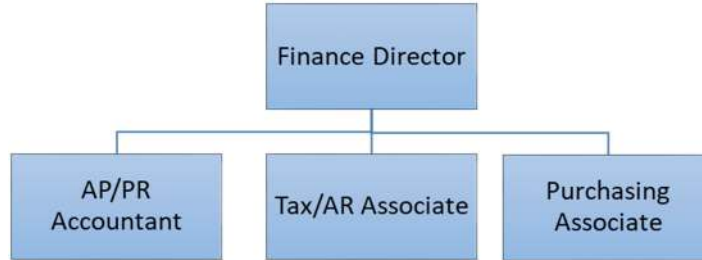 Finance Director
AP/PR
Accountant
Tax/AR Associate
Purchasing
Associate